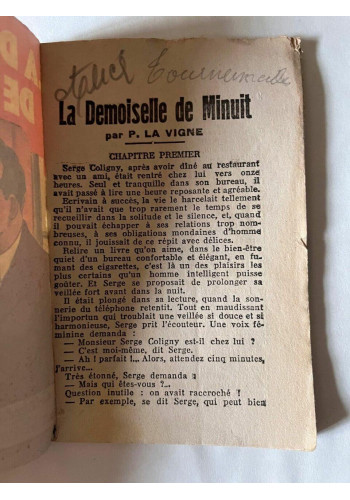 La Demoiselle de Minuit
par P. LA VIGNE
CHAPITRE PREMIER
Serge Coligny, après avoir dîné au restaurant
avec un ami, était rentré chez lui vers onze
heures. Seul et tranquille dans son bureau, il
avait passé à lire une heure reposante et agréable.
Ecrivain à succès, la vie le harcelait tellement
qu'il n'avait que trop rarement le temps de se
recueillir dans la solitude et le silence, et, quand
il pouvait échapper à ses relations trop nom-
breuses, à ses obligations mondaines d'homme
connu, il jouissait de ce répit avec délices.
Relire un livre qu'on aime, dans le bien-être
quiet d'un bureau confortable et élégant, en fu-
mant des cigarettes, c'est là un des plaisirs les
plus certains qu'un homme intelligent puisse
goûter. Et Serge se proposait de prolonger sa
veillée fort avant dans la nuit.
Il était plongé dans sa lecture, quand la son-
nerie du téléphone retentit. Tout en maudissant
l'importun qui troublait une veillée si douce et si
harmonieuse, Serge prit l'écouteur. Une voix fé-
minine demanda :
— Monsieur Serge Coligny est-il chez lui ?
— C'est moi-même, dit Serge.
— Ah ! parfait !... Alors, attendez cinq minutes,
j'arrive...
Très étonné, Serge demanda :
— Mais qui êtes-vous ?...
Question inutile : on avait raccroché !
— Par exemple, se dit Serge, qui peut bien